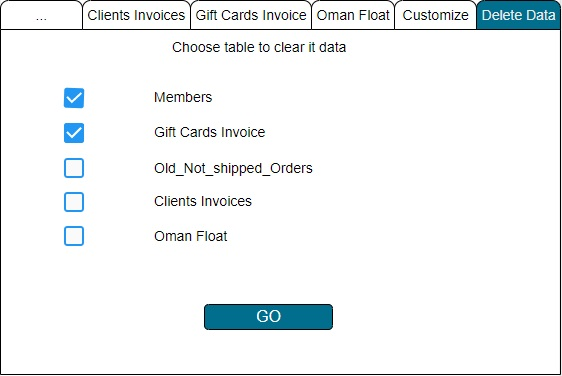 ... Clients Invoices Gift Cards Invoice Oman Float Customize Delete Data
Choose table to clear it data
Members
Gift Cards Invoice
Old_Not_shipped_Orders
Clients Invoices
Oman Float
GO